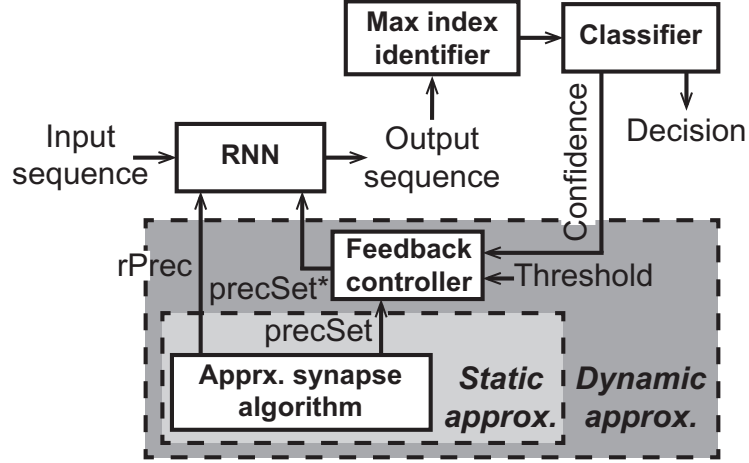 Max index
identifier
Classifier
Input
sequence
RNN
Output
sequence
Decision
Confidence
rPrec
Feedback
controller
precSet*
Threshold
precSet
Apprx. synapse
algorithm
Static
approx.
Dynamic
approx.